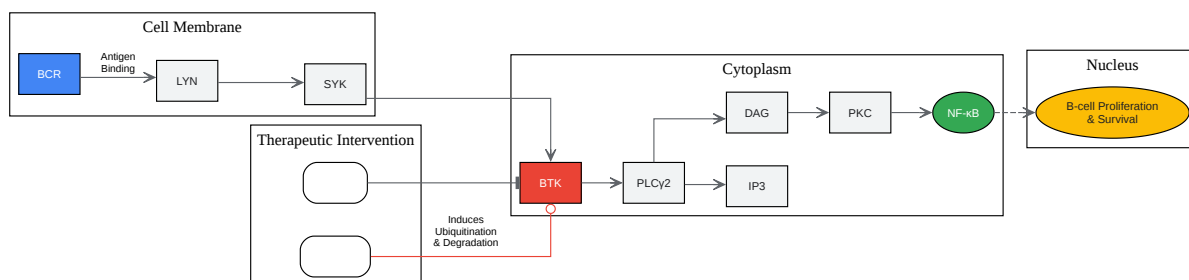 Cell Membrane
BCR
Antigen
Binding
LYN
SYK
Therapeutic Intervention
Induces
Ubiquitination
& Degradation
Cytoplasm
BTK
PLCγ2
DAG
PKC
NF-κB
IP3
Nucleus
B-cell Proliferation
& Survival